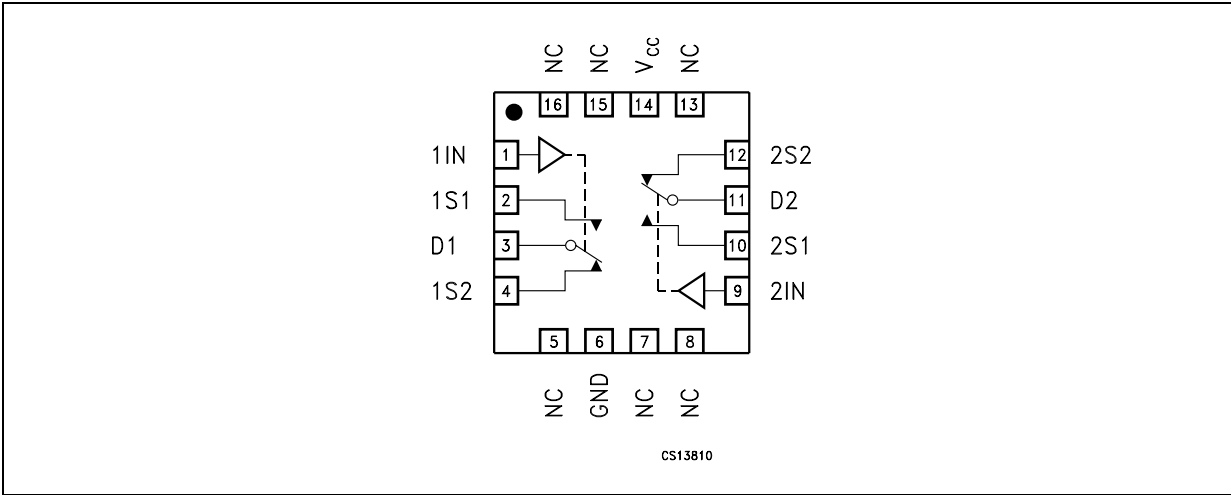 NC NC VCC NC
16 15 14 13
1IN 1 12 2S2
1S1 2 11 D2
D1 3 10 2S1
1S2 4 9 2IN
5 6 7 8
NC GND NC NC
CS13810